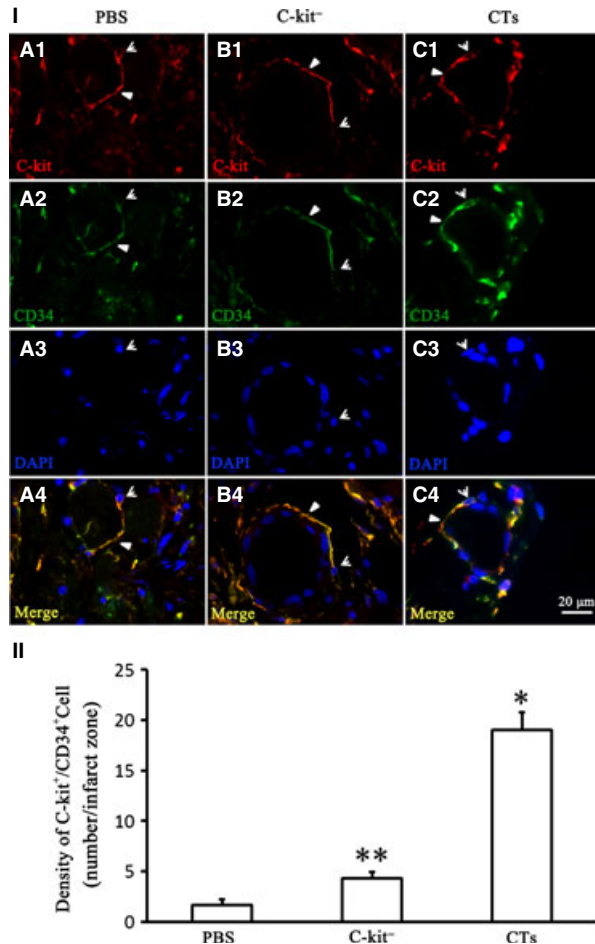 I
PBS C-kit⁻ CTs
A1 B1 C1
C-kit C-kit C-kit
A2 B2 C2
CD34 CD34 CD34
A3 B3 C3
DAPI DAPI DAPI
A4 B4 C4
Merge Merge Merge
20 μm
II
Density of C-kit⁺/CD34⁺Cell
(number/infarct zone)
25
20
15
10
5
0
**
*
PBS C-kit⁻ CTs